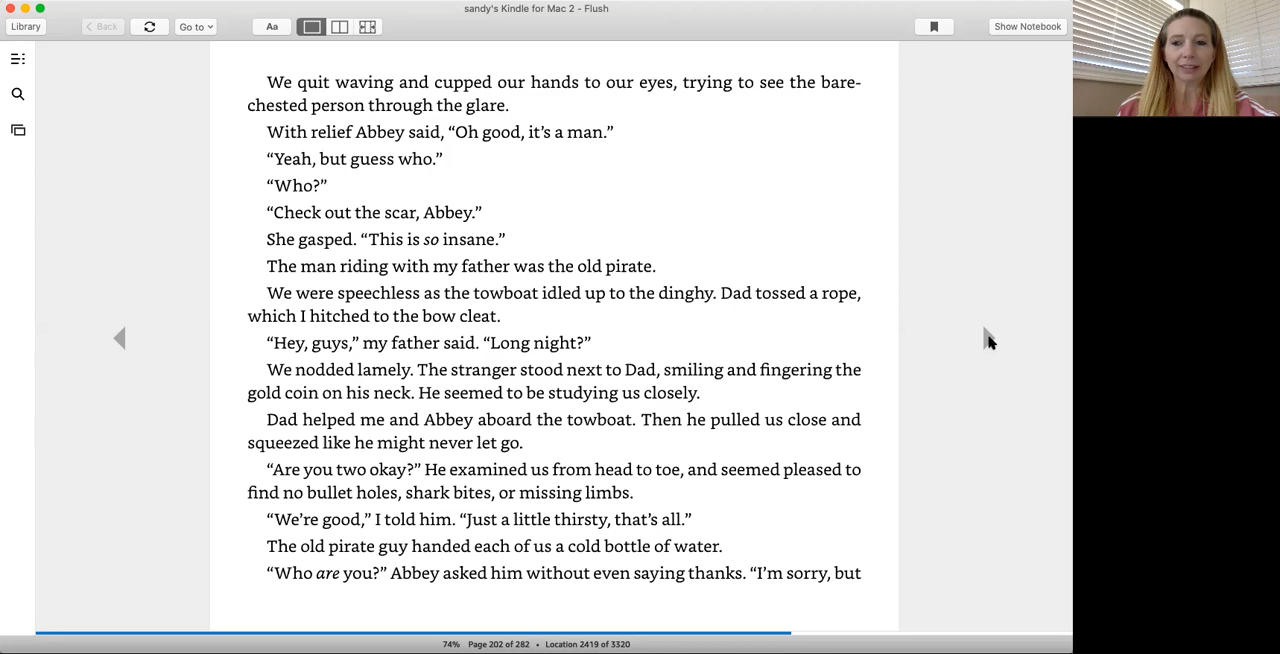 sandy's Kindle for Mac 2 - Flush
Library
Back
Go to
Aa
Show Notebook
We quit waving and cupped our hands to our eyes, trying to see the bare-
chested person through the glare.
With relief Abbey said, “Oh good, it’s a man.”
“Yeah, but guess who.”
“Who?”
“Check out the scar, Abbey.”
She gasped. “This is so insane.”
The man riding with my father was the old pirate.
We were speechless as the towboat idled up to the dinghy. Dad tossed a rope,
which I hitched to the bow cleat.
“Hey, guys,” my father said. “Long night?”
We nodded lamely. The stranger stood next to Dad, smiling and fingering the
gold coin on his neck. He seemed to be studying us closely.
Dad helped me and Abbey aboard the towboat. Then he pulled us close and
squeezed like he might never let go.
“Are you two okay?” He examined us from head to toe, and seemed pleased to
find no bullet holes, shark bites, or missing limbs.
“We’re good,” I told him. “Just a little thirsty, that’s all.”
The old pirate guy handed each of us a cold bottle of water.
“Who are you?” Abbey asked him without even saying thanks. “I’m sorry, but
74% Page 202 of 282 • Location 2419 of 3320